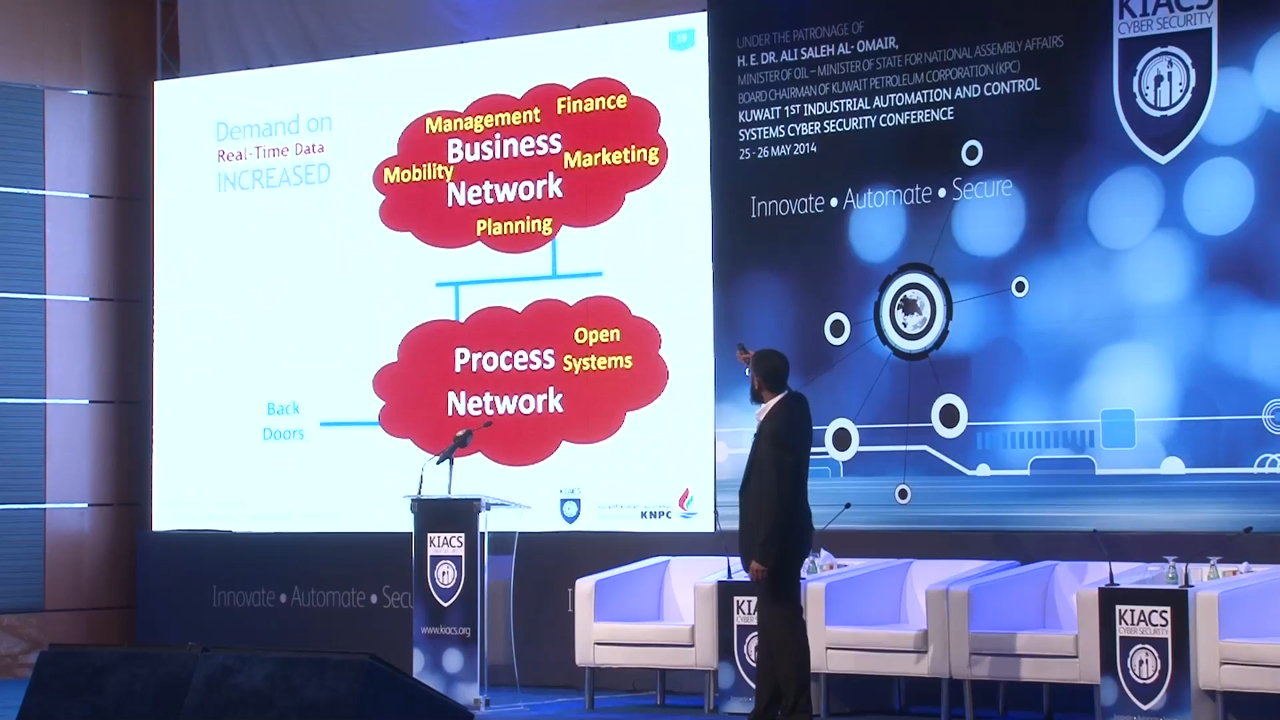 Demand on
Real-Time Data
INCREASED
Management
Finance
Business
Mobility
Marketing
Network
Planning
Process
Open
Systems
Network
Back
Doors
KNPC
UNDER THE PATRONAGE OF
H. E. DR. ALI SALEH AL- OMAIR,
MINISTER OF OIL – MINISTER OF STATE FOR NATIONAL ASSEMBLY AFFAIRS
BOARD CHAIRMAN OF KUWAIT PETROLEUM CORPORATION (KPC)
KUWAIT 1ST INDUSTRIAL AUTOMATION AND CONTROL
SYSTEMS CYBER SECURITY CONFERENCE
25 - 26 MAY 2014
Innovate • Automate • Secure
KIACS
CYBER SECURITY
KIACS
www.kiacs.org
Innovate • Automate • Secu
KIA
KIACS
CYBER SECURITY